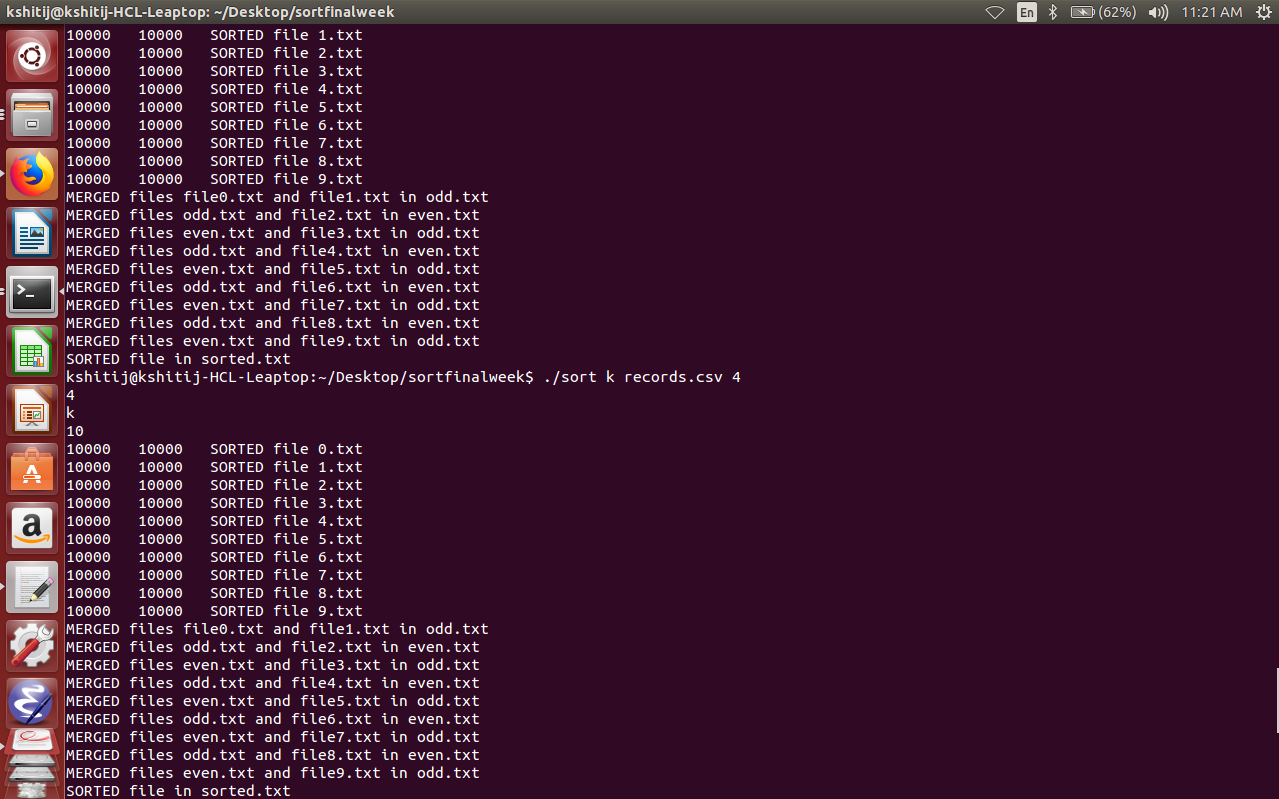 kshitij@kshitij-HCL-Leaptop: ~/Desktop/sortfinalweek En (62%) 11:21 AM
10000   10000   SORTED file 1.txt
10000   10000   SORTED file 2.txt
10000   10000   SORTED file 3.txt
10000   10000   SORTED file 4.txt
10000   10000   SORTED file 5.txt
10000   10000   SORTED file 6.txt
10000   10000   SORTED file 7.txt
10000   10000   SORTED file 8.txt
10000   10000   SORTED file 9.txt
MERGED files file0.txt and file1.txt in odd.txt
MERGED files odd.txt and file2.txt in even.txt
MERGED files even.txt and file3.txt in odd.txt
MERGED files odd.txt and file4.txt in even.txt
MERGED files even.txt and file5.txt in odd.txt
MERGED files odd.txt and file6.txt in even.txt
MERGED files even.txt and file7.txt in odd.txt
MERGED files odd.txt and file8.txt in even.txt
MERGED files even.txt and file9.txt in odd.txt
SORTED file in sorted.txt
kshitij@kshitij-HCL-Leaptop:~/Desktop/sortfinalweek$ ./sort k records.csv 4
4
k
10
10000   10000   SORTED file 0.txt
10000   10000   SORTED file 1.txt
10000   10000   SORTED file 2.txt
10000   10000   SORTED file 3.txt
10000   10000   SORTED file 4.txt
10000   10000   SORTED file 5.txt
10000   10000   SORTED file 6.txt
10000   10000   SORTED file 7.txt
10000   10000   SORTED file 8.txt
10000   10000   SORTED file 9.txt
MERGED files file0.txt and file1.txt in odd.txt
MERGED files odd.txt and file2.txt in even.txt
MERGED files even.txt and file3.txt in odd.txt
MERGED files odd.txt and file4.txt in even.txt
MERGED files even.txt and file5.txt in odd.txt
MERGED files odd.txt and file6.txt in even.txt
MERGED files even.txt and file7.txt in odd.txt
MERGED files odd.txt and file8.txt in even.txt
MERGED files even.txt and file9.txt in odd.txt
SORTED file in sorted.txt